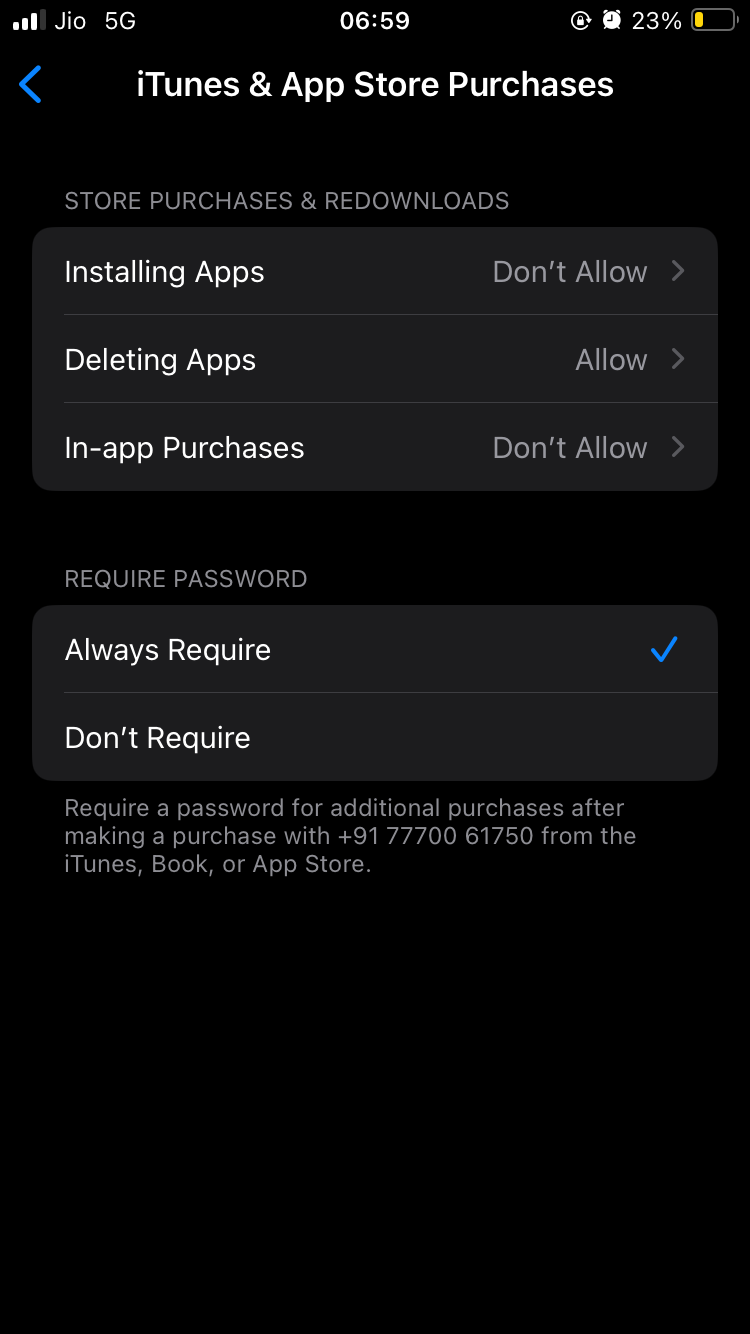 Jio 5G 06:59 23%
iTunes & App Store Purchases
STORE PURCHASES & REDOWNLOADS
Installing Apps Don’t Allow
Deleting Apps Allow
In-app Purchases Don’t Allow
REQUIRE PASSWORD
Always Require
Don’t Require
Require a password for additional purchases after
making a purchase with +91 77700 61750 from the
iTunes, Book, or App Store.